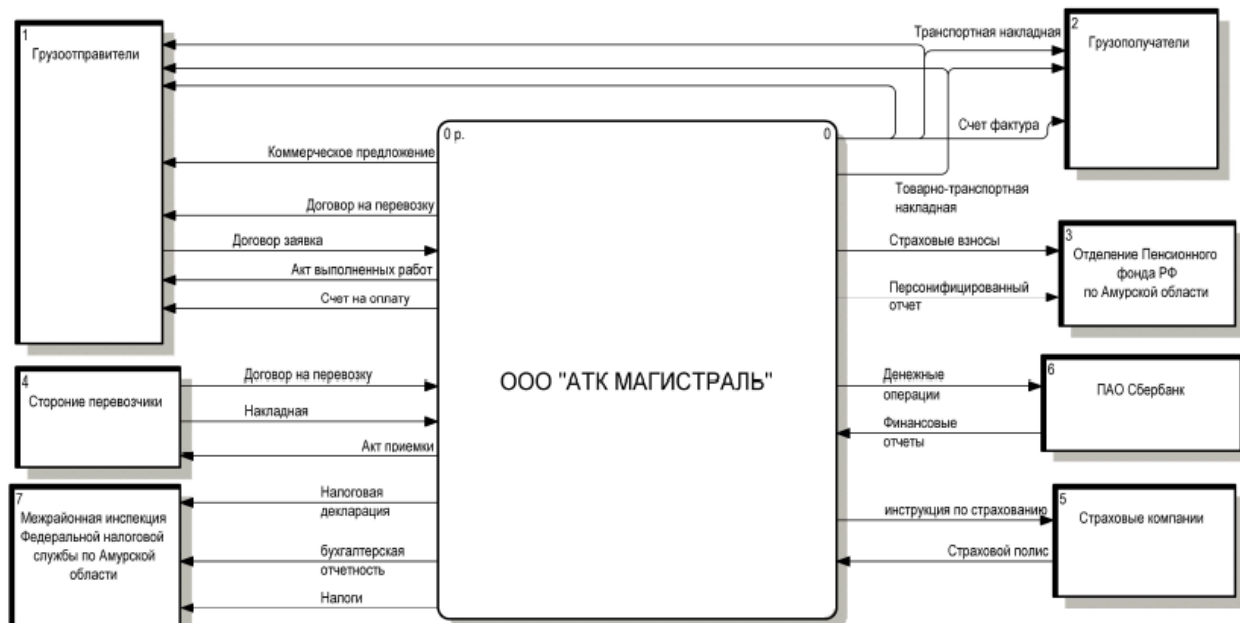 1
Грузоотправители
Транспортная накладная
2
Грузополучатели
Счет фактура
0 р.
0
Коммерческое предложение
Товарно-транспортная
накладная
Договор на перевозку
Договор заявка
Акт выполненных работ
Счет на оплату
Страховые взносы
3
Отделение Пенсионного
фонда РФ
по Амурской области
Персонифицированный
отчет
ООО "АТК МАГИСТРАЛЬ"
4
Стороние перевозчики
Договор на перевозку
Накладная
Акт приемки
Денежные
операции
6
ПАО Сбербанк
Финансовые
отчеты
7
Межрайонная инспекция
Федеральной налоговой
службы по Амурской
области
Налоговая
декларация
бухгалтерская
отчетность
Налоги
инструкция по страхованию
5
Страховые компании
Страховой полис